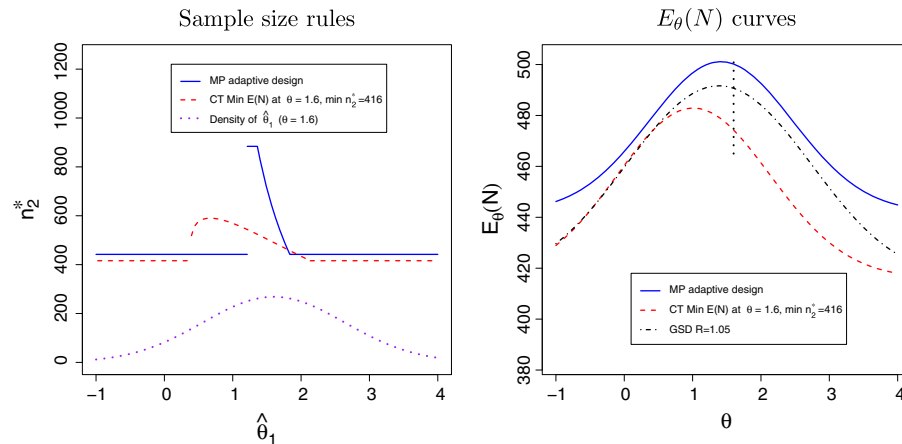 Sample size rules
1200
1000
800
600
400
200
0
n₂*
MP adaptive design
CT Min E(N) at θ = 1.6, min n₂*=416
Density of θ̂₁ (θ = 1.6)
−1 0 1 2 3 4
θ̂₁
E_θ(N) curves
500
480
460
440
420
400
380
E_θ(N)
MP adaptive design
CT Min E(N) at θ = 1.6, min n₂*=416
GSD R=1.05
−1 0 1 2 3 4
θ